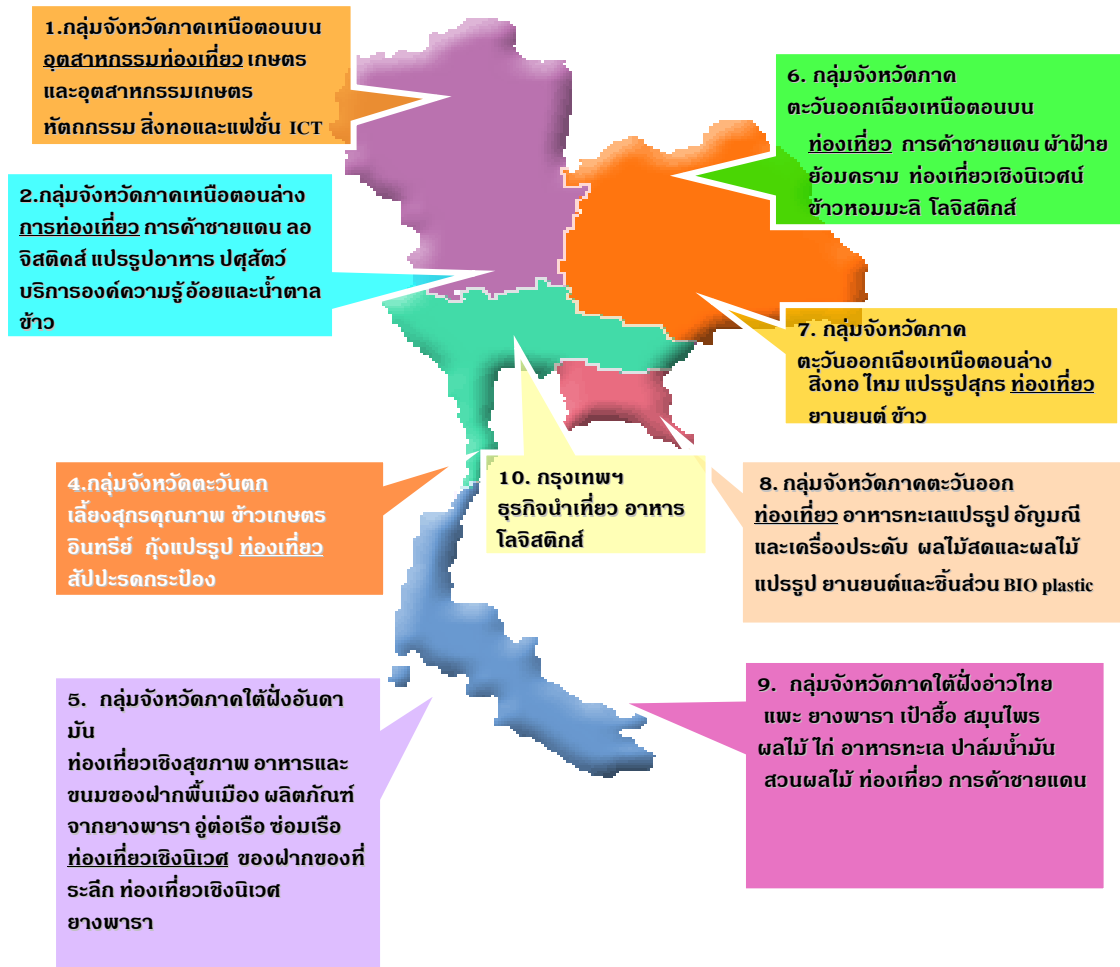 1.กลุ่มจังหวัดภาคเหนือตอนบน
อุตสาหกรรมท่องเที่ยว เกษตร
และอุตสาหกรรมเกษตร
หัตถกรรม สิ่งทอและแฟชั่น ICT
2.กลุ่มจังหวัดภาคเหนือตอนล่าง
การท่องเที่ยว การค้าชายแดน ลอ
จิสติคส์ แปรรูปอาหาร ปศุสัตว์
บริการองค์ความรู้ อ้อยและน้ำตาล
ข้าว
4.กลุ่มจังหวัดตะวันตก
เลี้ยงสุกรคุณภาพ ข้าวเกษตร
อินทรีย์ กุ้งแปรรูป ท่องเที่ยว
สัปปะรดกระป๋อง
5. กลุ่มจังหวัดภาคใต้ฝั่งอันดา
มัน
ท่องเที่ยวเชิงสุขภาพ อาหารและ
ขนมของฝากพื้นเมือง ผลิตภัณฑ์
จากยางพารา อู่ต่อเรือ ซ่อมเรือ
ท่องเที่ยวเชิงนิเวศ ของฝากของที่
ระลึก ท่องเที่ยวเชิงนิเวศ
ยางพารา
6. กลุ่มจังหวัดภาค
ตะวันออกเฉียงเหนือตอนบน
ท่องเที่ยว การค้าชายแดน ผ้าฝ้าย
ย้อมคราม ท่องเที่ยวเชิงนิเวศน์
ข้าวหอมมะลิ โลจิสติกส์
7. กลุ่มจังหวัดภาค
ตะวันออกเฉียงเหนือตอนล่าง
สิ่งทอ ไหม แปรรูปสุกร ท่องเที่ยว
ยานยนต์ ข้าว
10. กรุงเทพฯ
ธุรกิจนำเที่ยว อาหาร
โลจิสติกส์
8. กลุ่มจังหวัดภาคตะวันออก
ท่องเที่ยว อาหารทะเลแปรรูป อัญมณี
และเครื่องประดับ ผลไม้สดและผลไม้
แปรรูป ยานยนต์และชิ้นส่วน BIO plastic
9. กลุ่มจังหวัดภาคใต้ฝั่งอ่าวไทย
แพะ ยางพารา เป๋าฮื้อ สมุนไพร
ผลไม้ ไก่ อาหารทะเล ปาล์มน้ำมัน
สวนผลไม้ ท่องเที่ยว การค้าชายแดน